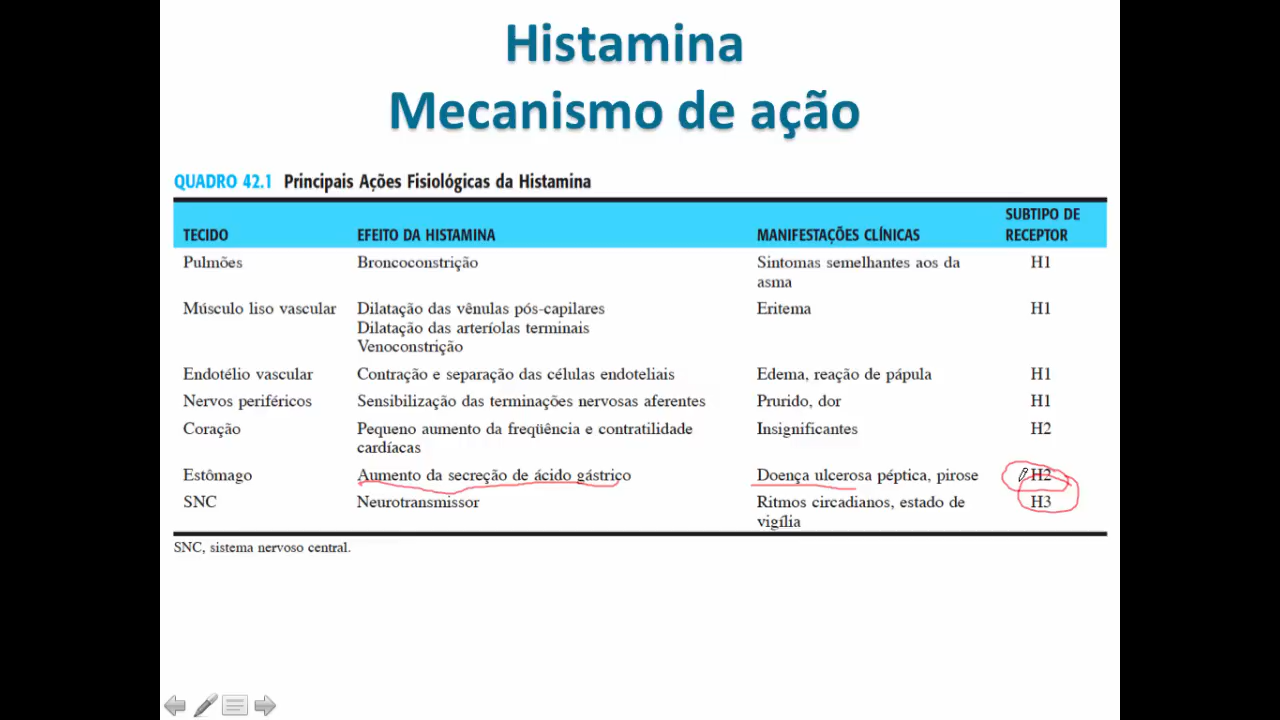 Histamina
Mecanismo de ação
QUADRO 42.1 Principais Ações Fisiológicas da Histamina
TECIDO EFEITO DA HISTAMINA MANIFESTAÇÕES CLÍNICAS SUBTIPO DE RECEPTOR
Pulmões Broncoconstrição Sintomas semelhantes aos da asma H1
Músculo liso vascular Dilatação das vênulas pós-capilares Eritema H1
Dilatação das arteríolas terminais
Venoconstrição
Endotélio vascular Contração e separação das células endoteliais Edema, reação de pápula H1
Nervos periféricos Sensibilização das terminações nervosas aferentes Prurido, dor H1
Coração Pequeno aumento da freqüência e contratilidade cardíacas Insignificantes H2
Estômago Aumento da secreção de ácido gástrico Doença ulcerosa péptica, pirose H2
SNC Neurotransmissor Ritmos circadianos, estado de vigília H3
SNC, sistema nervoso central.